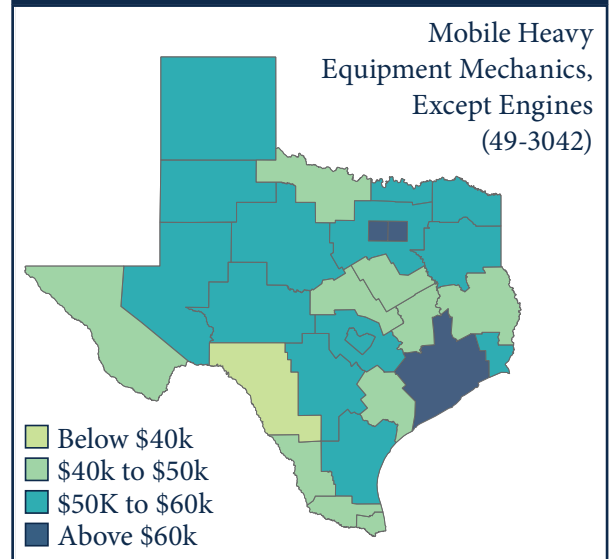 Mobile Heavy
Equipment Mechanics,
Except Engines
(49-3042)
Below $40k
$40k to $50k
$50K to $60k
Above $60k